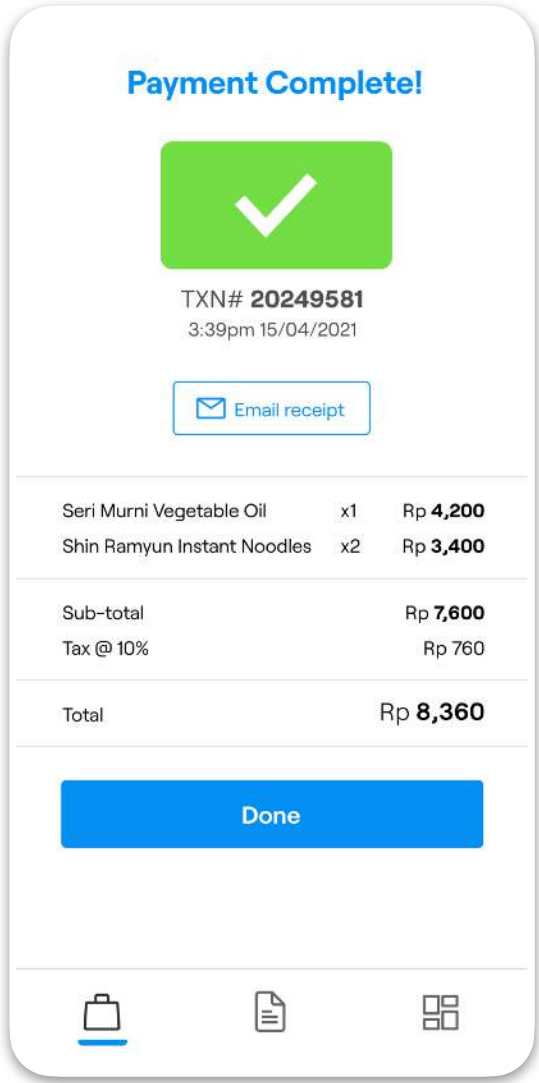 Payment Complete!
TXN# 20249581
3:39pm 15/04/2021
Email receipt
Seri Murni Vegetable Oil x1 Rp 4,200
Shin Ramyun Instant Noodles x2 Rp 3,400
Sub-total Rp 7,600
Tax @ 10% Rp 760
Total Rp 8,360
Done